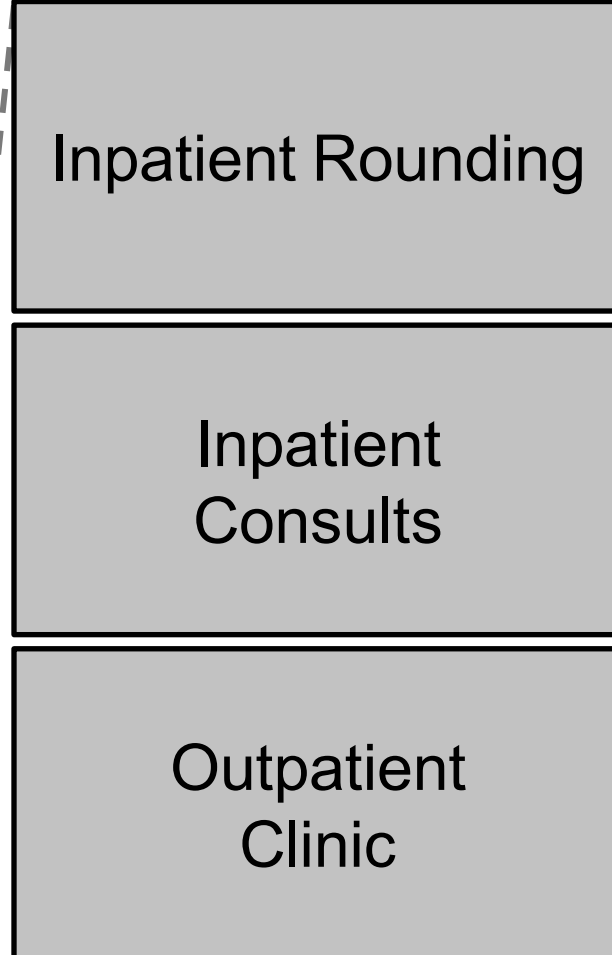 Inpatient Rounding
Inpatient
Consults
Outpatient
Clinic